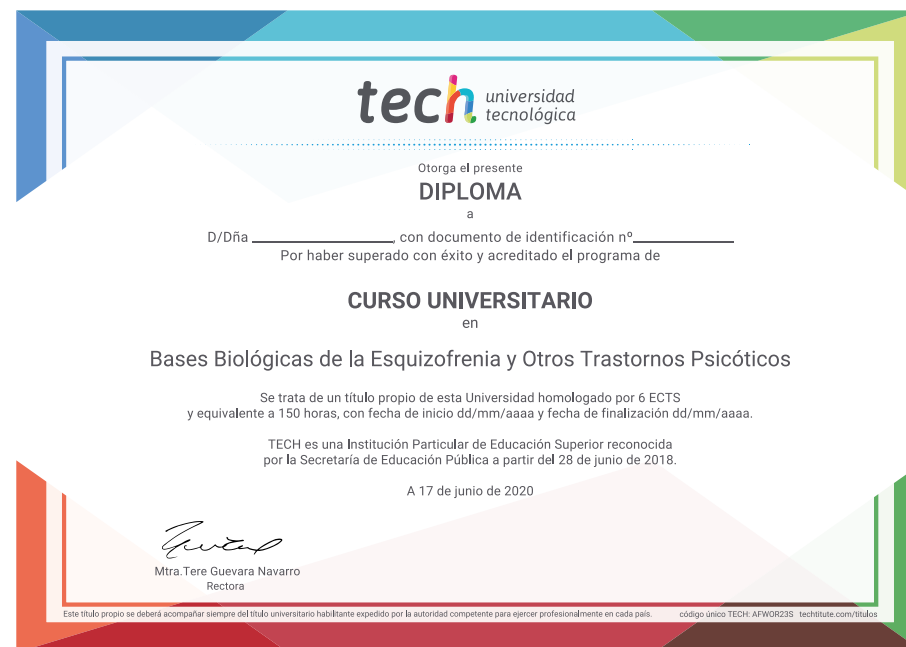 tech universidad
tecnológica
Otorga el presente
DIPLOMA
a
D/Dña ____________________, con documento de identificación nº______________
Por haber superado con éxito y acreditado el programa de
CURSO UNIVERSITARIO
en
Bases Biológicas de la Esquizofrenia y Otros Trastornos Psicóticos
Se trata de un título propio de esta Universidad homologado por 6 ECTS
y equivalente a 150 horas, con fecha de inicio dd/mm/aaaa y fecha de finalización dd/mm/aaaa.
TECH es una Institución Particular de Educación Superior reconocida
por la Secretaría de Educación Pública a partir del 28 de junio de 2018.
A 17 de junio de 2020
Mtra.Tere Guevara Navarro
Rectora
Este título propio se deberá acompañar siempre del título universitario habilitante expedido por la autoridad competente para ejercer profesionalmente en cada país. código único TECH: AFWOR23S techtitute.com/títulos